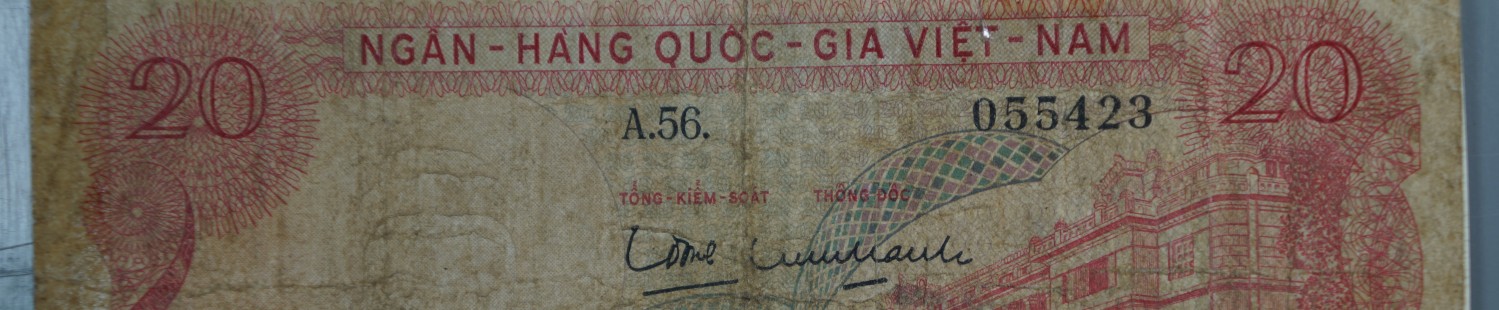 20 NGÂN - HÀNG QUỐC - GIA VIỆT - NAM 20
A.56. 055423
TỔNG - KIỂM - SOÁT THỐNG ĐỐC